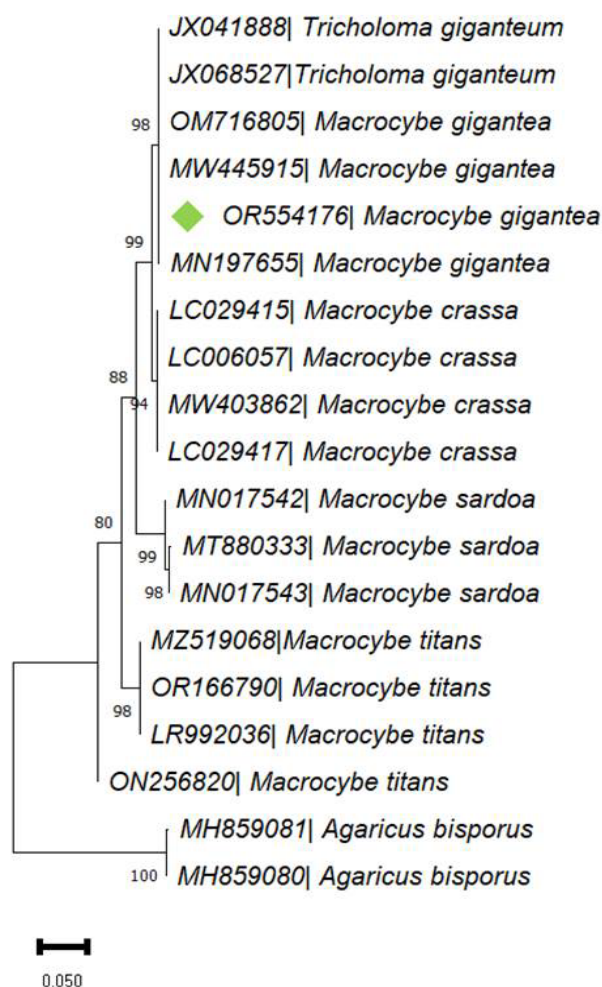 JX041888| Tricholoma giganteum
JX068527|Tricholoma giganteum
98
OM716805| Macrocybe gigantea
MW445915| Macrocybe gigantea
OR554176| Macrocybe gigantea
99
MN197655| Macrocybe gigantea
LC029415| Macrocybe crassa
LC006057| Macrocybe crassa
88
94
MW403862| Macrocybe crassa
LC029417| Macrocybe crassa
MN017542| Macrocybe sardoa
80
MT880333| Macrocybe sardoa
99
98
MN017543| Macrocybe sardoa
MZ519068|Macrocybe titans
OR166790| Macrocybe titans
98
LR992036| Macrocybe titans
ON256820| Macrocybe titans
MH859081| Agaricus bisporus
100
MH859080| Agaricus bisporus
0.050